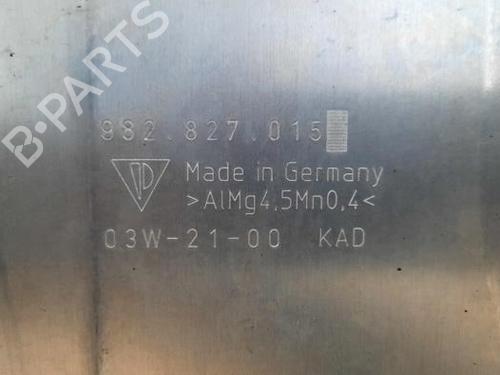 B-PARTS
982.827.015
Made in Germany
>AlMg4,5Mn0,4<
03W-21-00 KAD